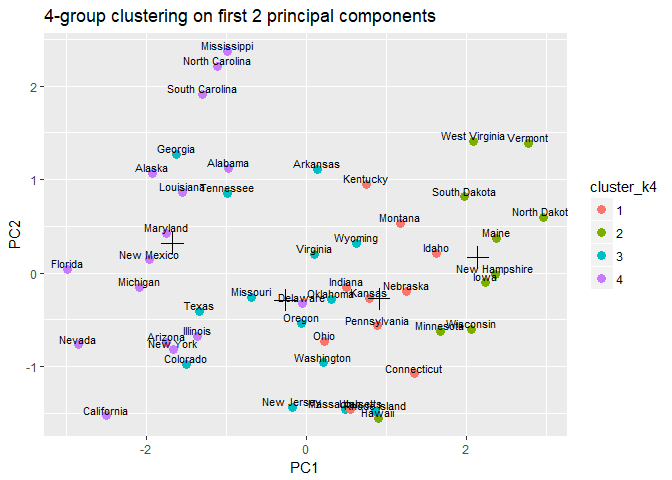 4-group clustering on first 2 principal components
Mississippi
North Carolina
2
South Carolina
West Virginia
Vermont
Georgia
Alaska
Alabama
Arkansas
1
Kentucky
Louisiana
Tennessee
South Dakota
North Dakot
Montana
Maryland
Maine
Wyoming
Idaho
Virginia
New Mexico
Florida
0
New Hampshire
Iowa
Michigan
Indiana
Kansas
Nebraska
Missouri
Delaware
Oklahoma
Texas
Oregon
Pennsylvania
Minnesota
Wisconsin
Illinois
Arizona
Nevada
New York
Ohio
Colorado
Washington
-1
Connecticut
New Jersey
Massachusetts
Utah
Rhode Island
Hawaii
California
-2
0
2
PC1
PC2
cluster_k4
1
2
3
4